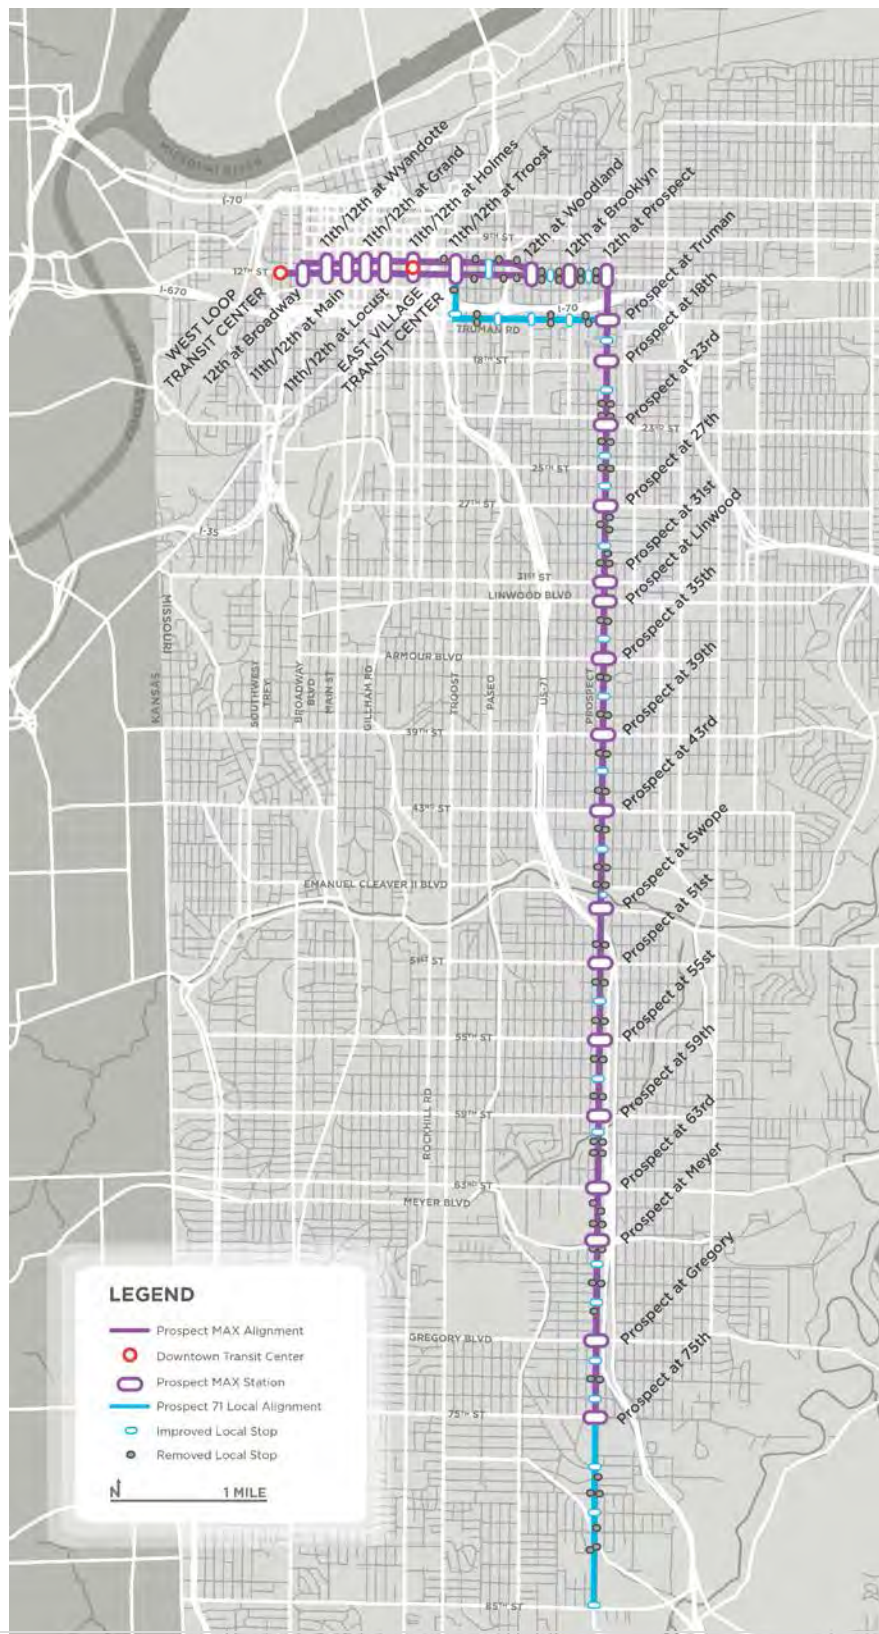 MISSOURI RIVER
I-70
11th/12th at Wyandotte
11th/12th at Grand
11th/12th at Holmes
11th/12th at Troost
12th at Woodland
12th at Brooklyn
12th at Prospect
9TH ST
12TH ST
I-670
WEST LOOP
TRANSIT CENTER
12th at Broadway
11th/12th at Main
11th/12th at Locust
EAST VILLAGE
TRANSIT CENTER
I-70
TRUMAN RD
Prospect at Truman
Prospect at 18th
18TH ST
Prospect at 23rd
23RD ST
Prospect at 27th
25TH ST
27TH ST
I-35
Prospect at 31st
Prospect at Linwood
31ST ST
LINWOOD BLVD
Prospect at 35th
MISSOURI
KANSAS
ARMOUR BLVD
SOUTHWEST
TRFY
BROADWAY
BLVD
MAIN ST
GILLHAM RD
TROOST
PASEO
US-71
PROSPECT
Prospect at 39th
39TH ST
Prospect at 43rd
43RD ST
Prospect at Swope
EMANUEL CLEAVER II BLVD
Prospect at 51st
51ST ST
Prospect at 55st
55TH ST
Prospect at 59th
59TH ST
ROCKHILL RD
Prospect at 63rd
63RD ST
MEYER BLVD
Prospect at Meyer
Prospect at Gregory
GREGORY BLVD
Prospect at 75th
75TH ST
LEGEND
Prospect MAX Alignment
Downtown Transit Center
Prospect MAX Station
Prospect 71 Local Alignment
Improved Local Stop
Removed Local Stop
N
1 MILE
85TH ST